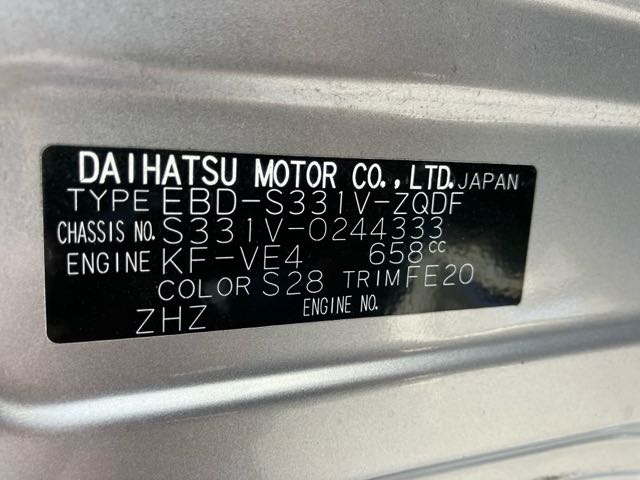 DAIHATSU MOTOR CO.,LTD. JAPAN
TYPE EBD-S331V-ZQDF
CHASSIS NO. S331V-0244333
ENGINE KF-VE4 658cc
COLOR S28 TRIM FE20
ZHZ ENGINE NO.